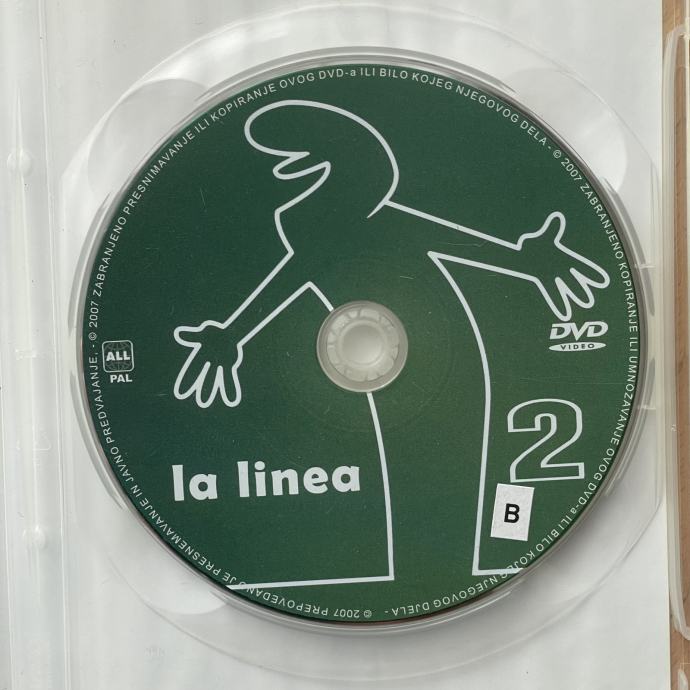 © 2007 ZABRANJENO PRESNIMAVANJE ILI KOPIRANJE OVOG DVD-a ILI BILO KOJEG NJEGOVOG DELA -
© 2007 ZABRANJENO KOPIRANJE ILI UMNOŽAVANJE OVOG DVD-a ILI BILO KOJEG NJEGOVOG DJELA -
© 2007 PREPOVEDANO JE PRESNEMAVANJE IN JAVNO PREDVAJANJE. -
ALL
PAL
DVD
VIDEO
2
la linea
B